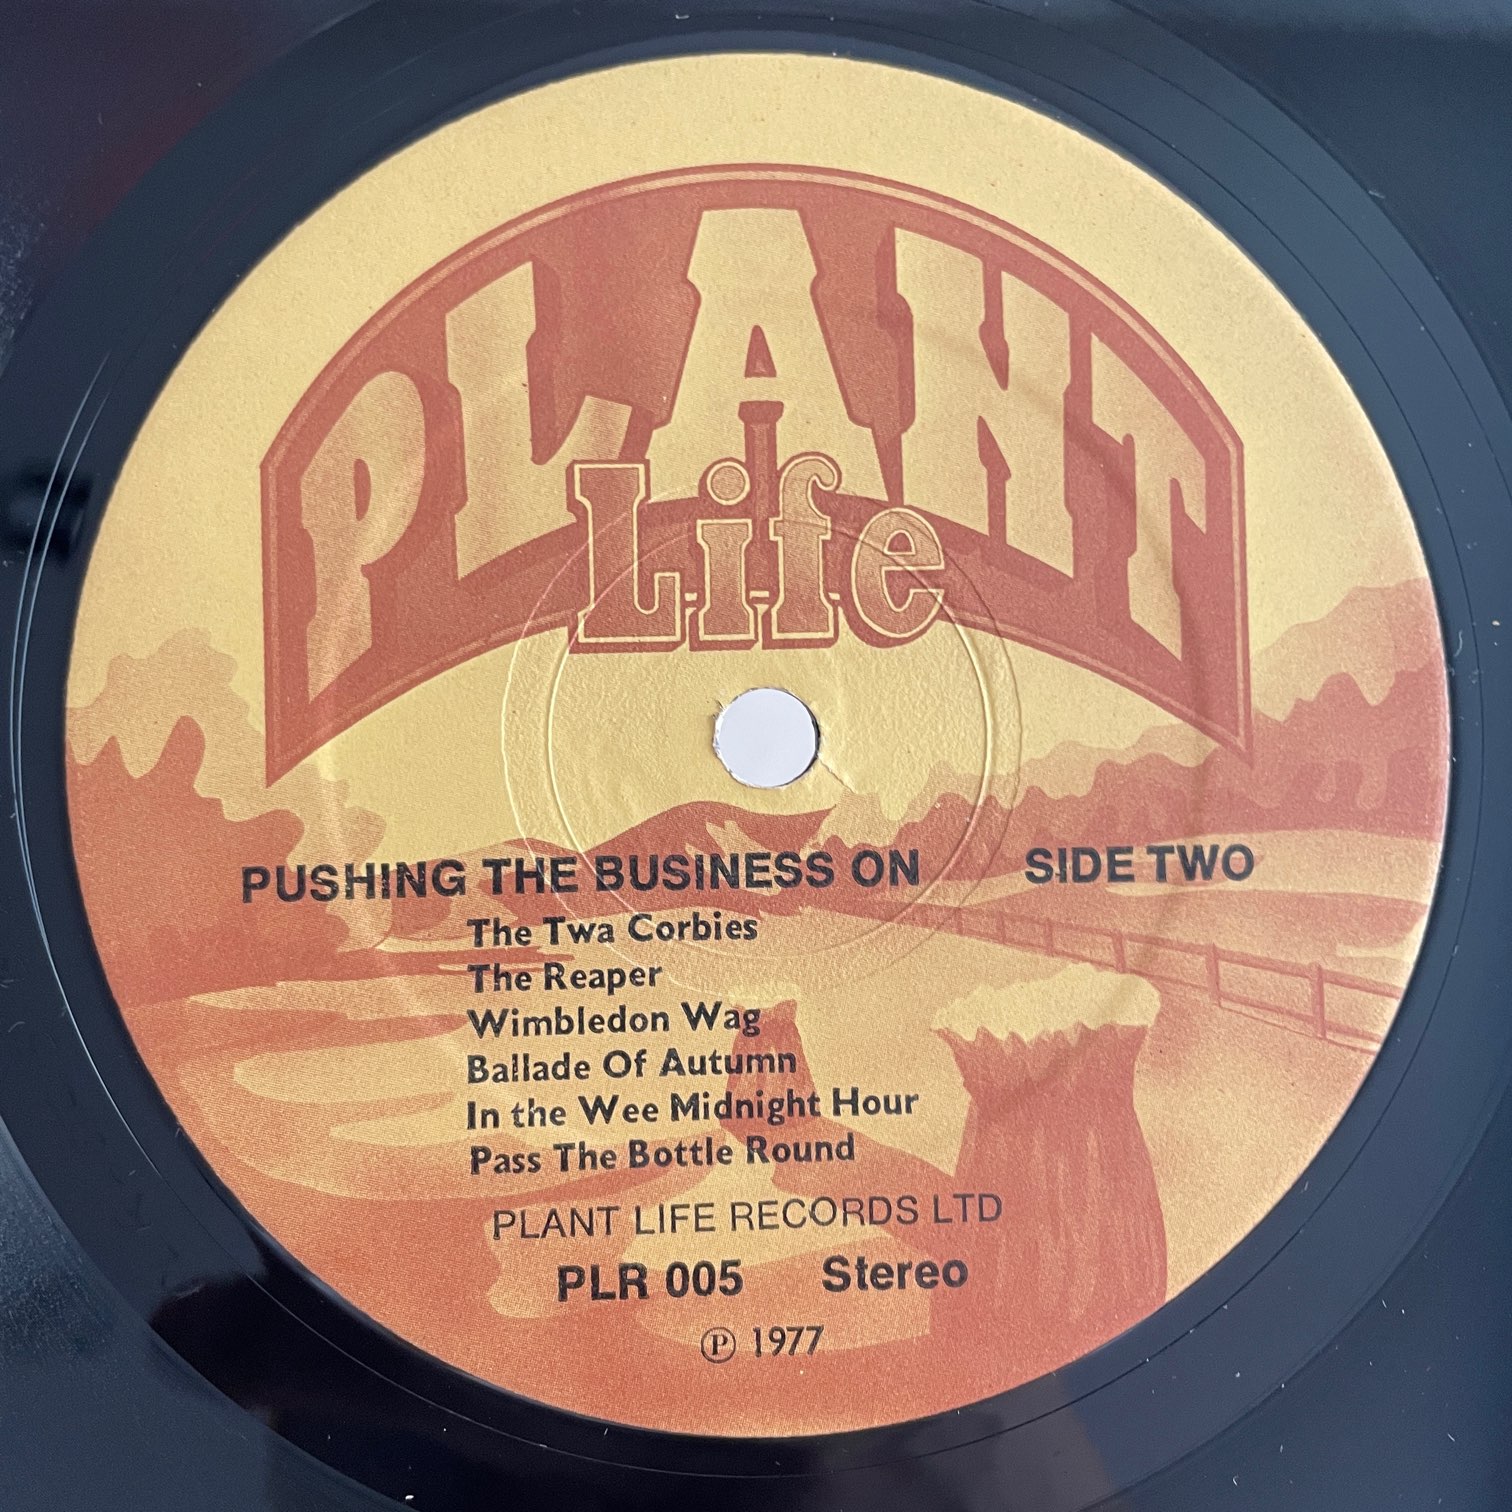 PLANT
Life
PUSHING THE BUSINESS ON SIDE TWO
The Twa Corbies
The Reaper
Wimbledon Wag
Ballade Of Autumn
In the Wee Midnight Hour
Pass The Bottle Round
PLANT LIFE RECORDS LTD
PLR 005 Stereo
℗ 1977